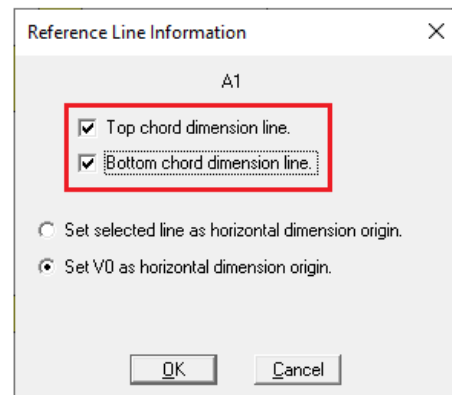 Reference Line Information
A1
Top chord dimension line.
Bottom chord dimension line.
Set selected line as horizontal dimension origin.
Set V0 as horizontal dimension origin.
OK Cancel